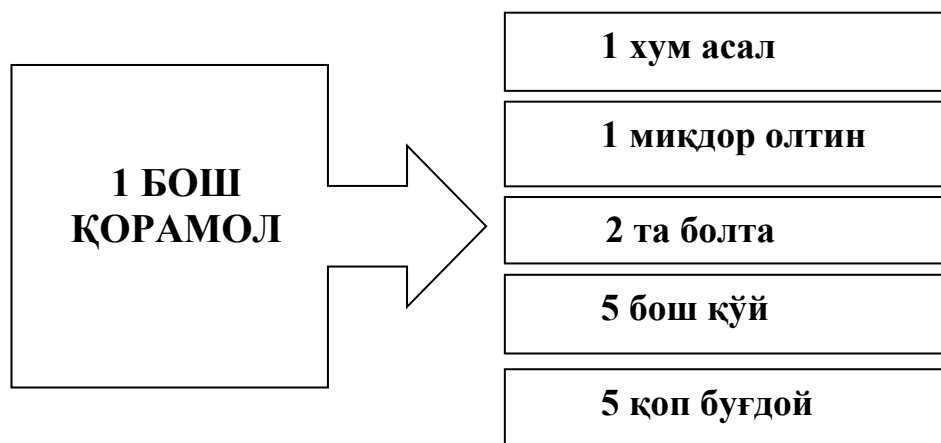 1 БОШ
ҚОРАМОЛ
1 хум асал
1 миқдор олтин
2 та болта
5 бош қўй
5 қоп буғдой